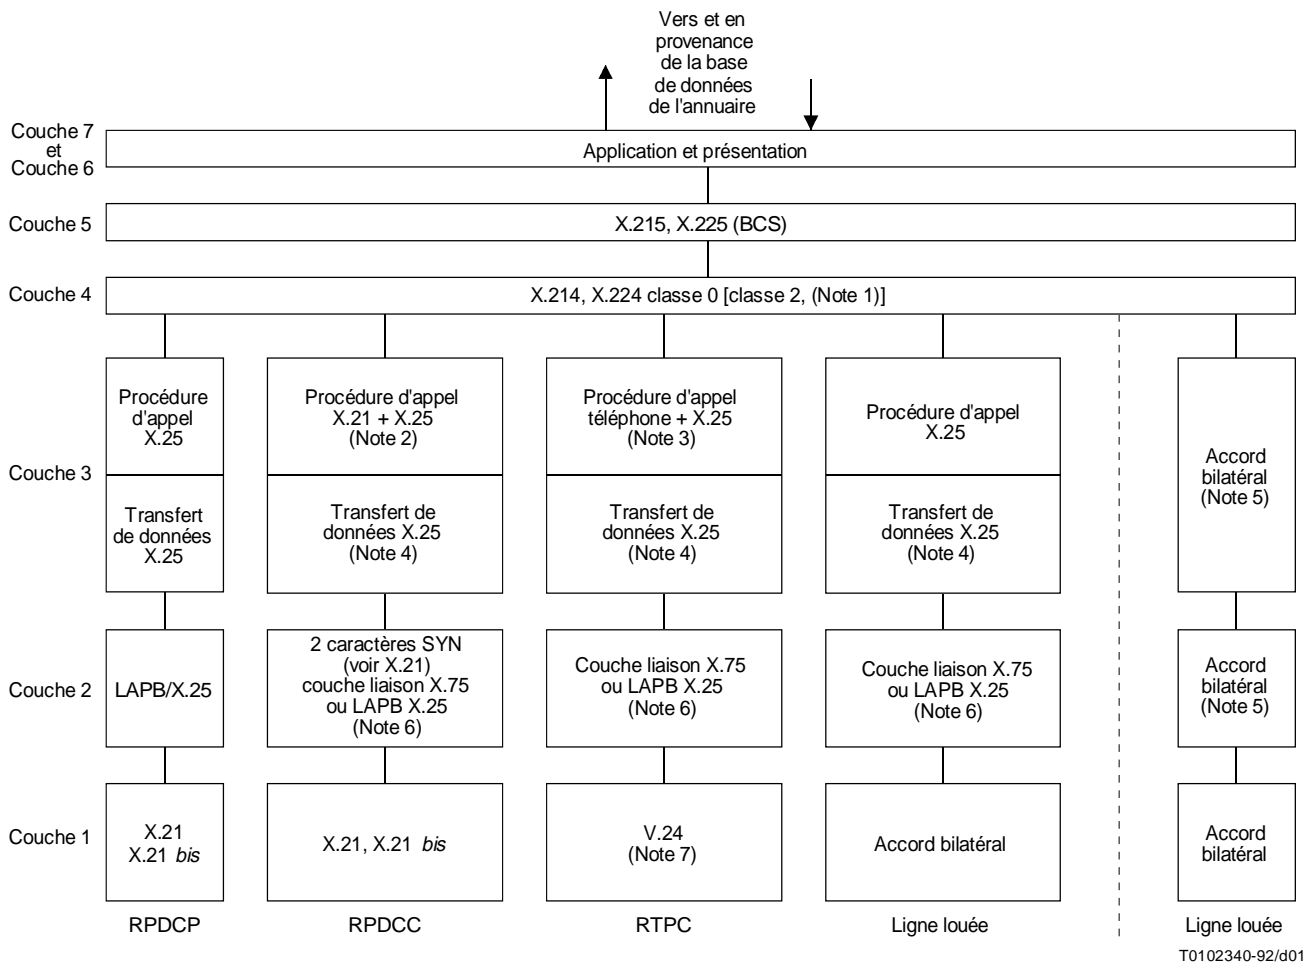 Vers et en
provenance
de la base
de données
de l'annuaire
Couche 7
et
Couche 6
Application et présentation
Couche 5
X.215, X.225 (BCS)
Couche 4
X.214, X.224 classe 0 [classe 2, (Note 1)]
Couche 3
Procédure
d'appel
X.25
Procédure d'appel
X.21 + X.25
(Note 2)
Procédure d'appel
téléphone + X.25
(Note 3)
Procédure d'appel
X.25
Accord
bilatéral
(Note 5)
Transfert
de données
X.25
Transfert de
données X.25
(Note 4)
Transfert de
données X.25
(Note 4)
Transfert de
données X.25
(Note 4)
Couche 2
LAPB/X.25
2 caractères SYN
(voir X.21)
couche liaison X.75
ou LAPB X.25
(Note 6)
Couche liaison X.75
ou LAPB X.25
(Note 6)
Couche liaison X.75
ou LAPB X.25
(Note 6)
Accord
bilatéral
(Note 5)
Couche 1
X.21
X.21 bis
X.21, X.21 bis
V.24
(Note 7)
Accord bilatéral
Accord
bilatéral
RPDCP
RPDCC
RTPC
Ligne louée
Ligne louée
T0102340-92/d01